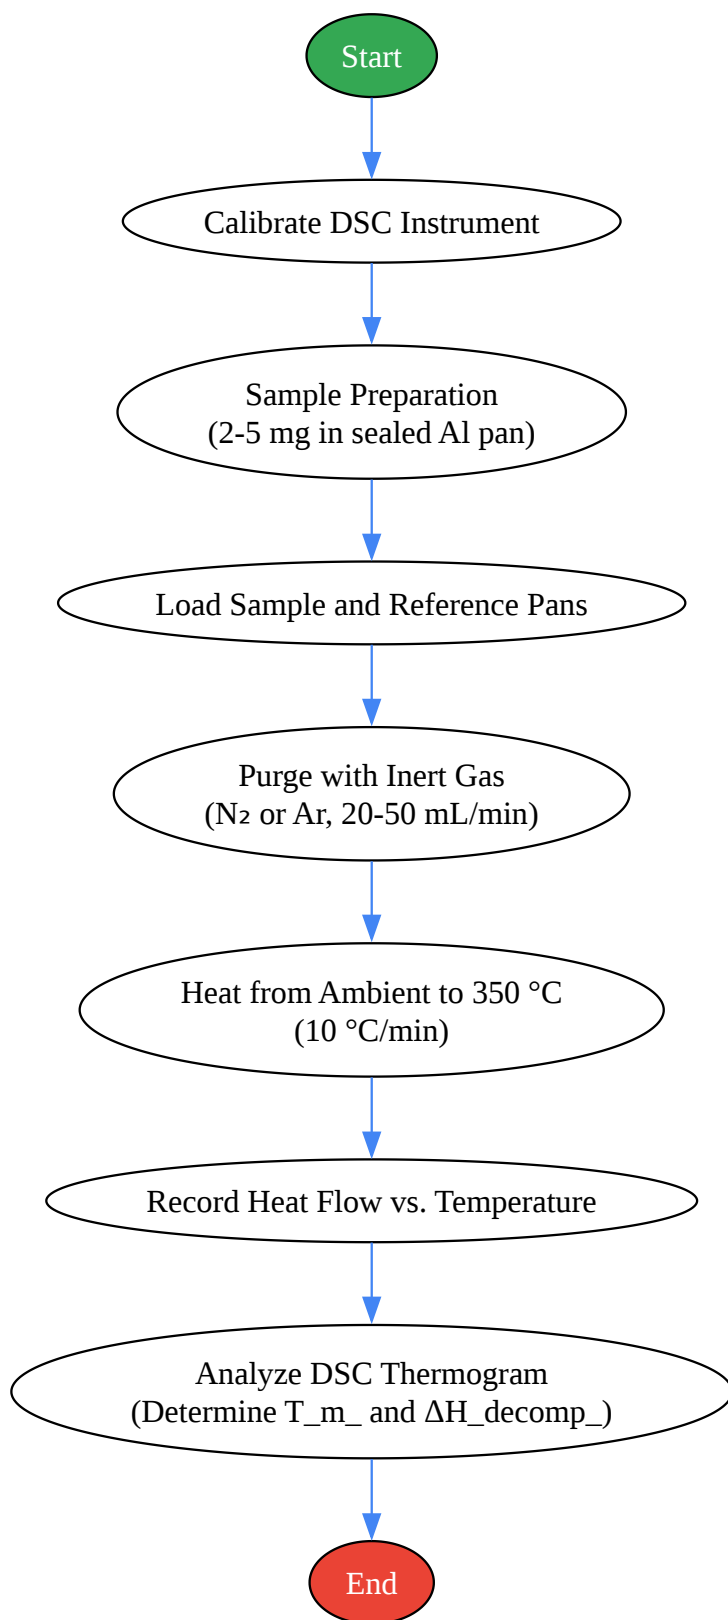 Start
Calibrate DSC Instrument
Sample Preparation
(2-5 mg in sealed Al pan)
Load Sample and Reference Pans
Purge with Inert Gas
(N₂ or Ar, 20-50 mL/min)
Heat from Ambient to 350 °C
(10 °C/min)
Record Heat Flow vs. Temperature
Analyze DSC Thermogram
(Determine T_m_ and ΔH_decomp_)
End